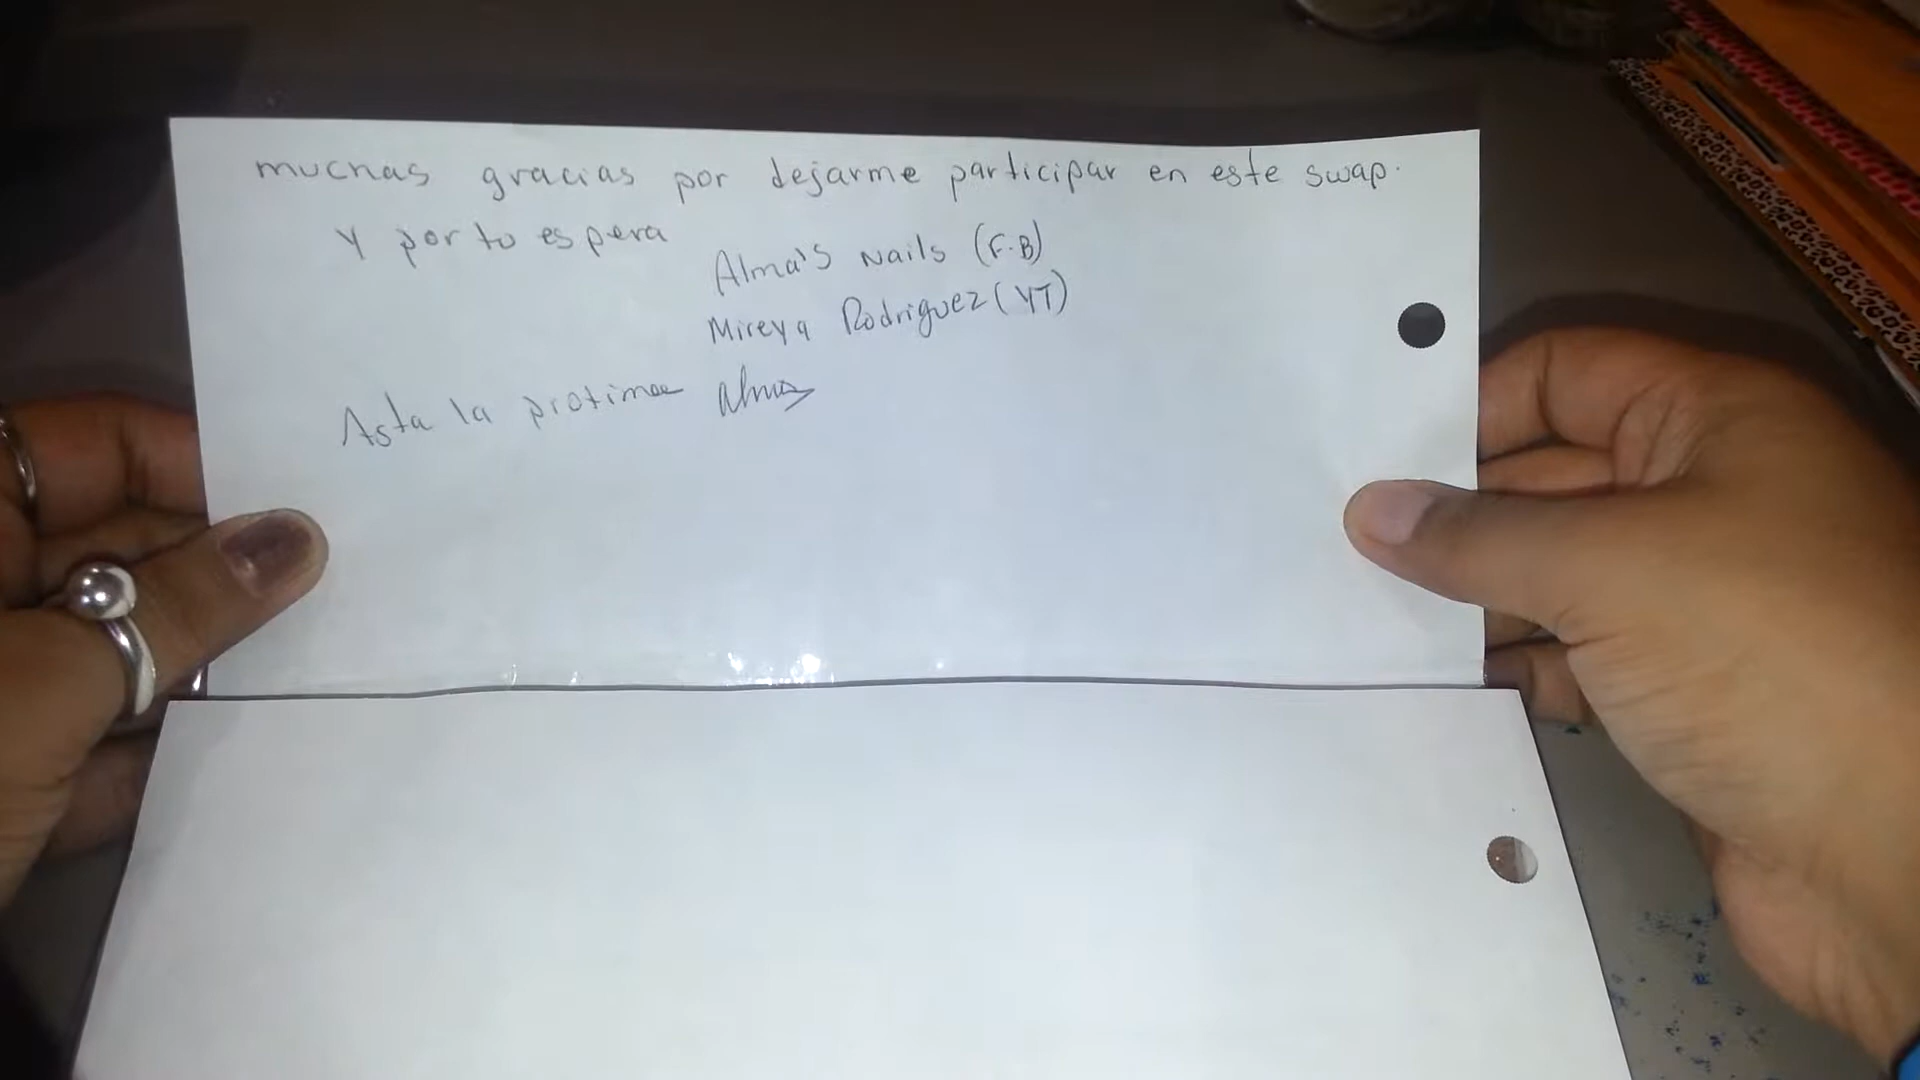 muchas gracias por dejarme participar en este swap.
Y por tu espera
Alma's Nails (F.B)
Mireya Rodriguez (YT)
Asta la protimaa alma